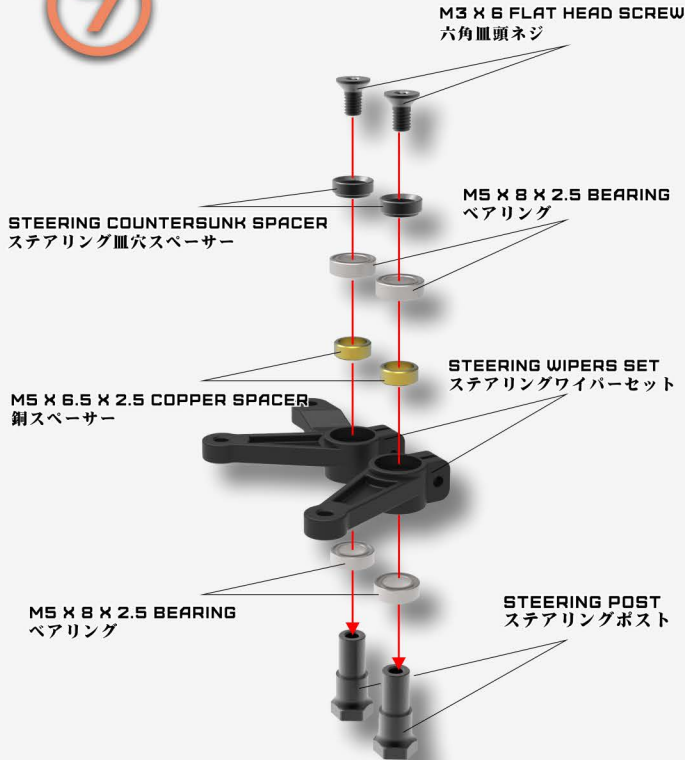 7
M3 X 6 FLAT HEAD SCREW
六角皿頭ネジ
M5 X 8 X 2.5 BEARING
ベアリング
STEERING COUNTERSUNK SPACER
ステアリング皿穴スペーサー
STEERING WIPERS SET
ステアリングワイパーセット
M5 X 6.5 X 2.5 COPPER SPACER
銅スペーサー
STEERING POST
ステアリングポスト
M5 X 8 X 2.5 BEARING
ベアリング